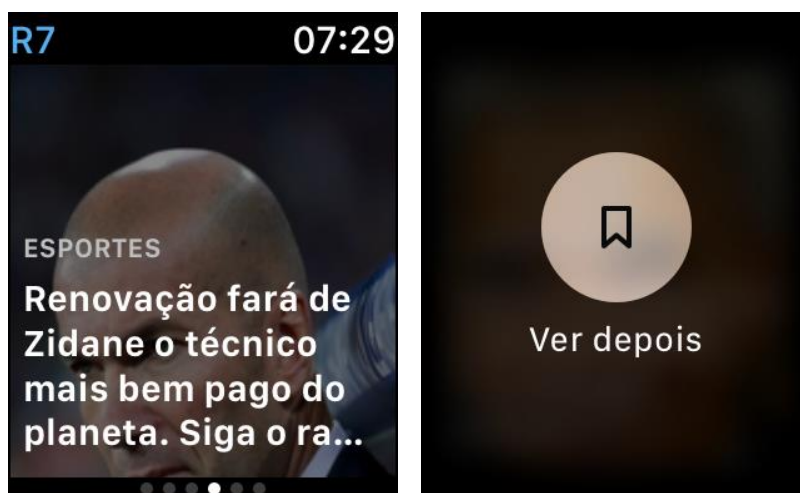 R7 07:29
ESPORTES
Renovação fará de
Zidane o técnico
mais bem pago do
planeta. Siga o ra...
Ver depois